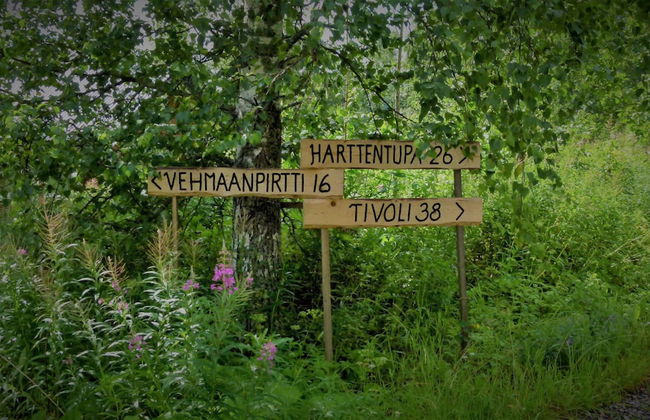 HARTTENTUPA 26 >
< VEHMAANPIRTTI 16
TIVOLI 38 >